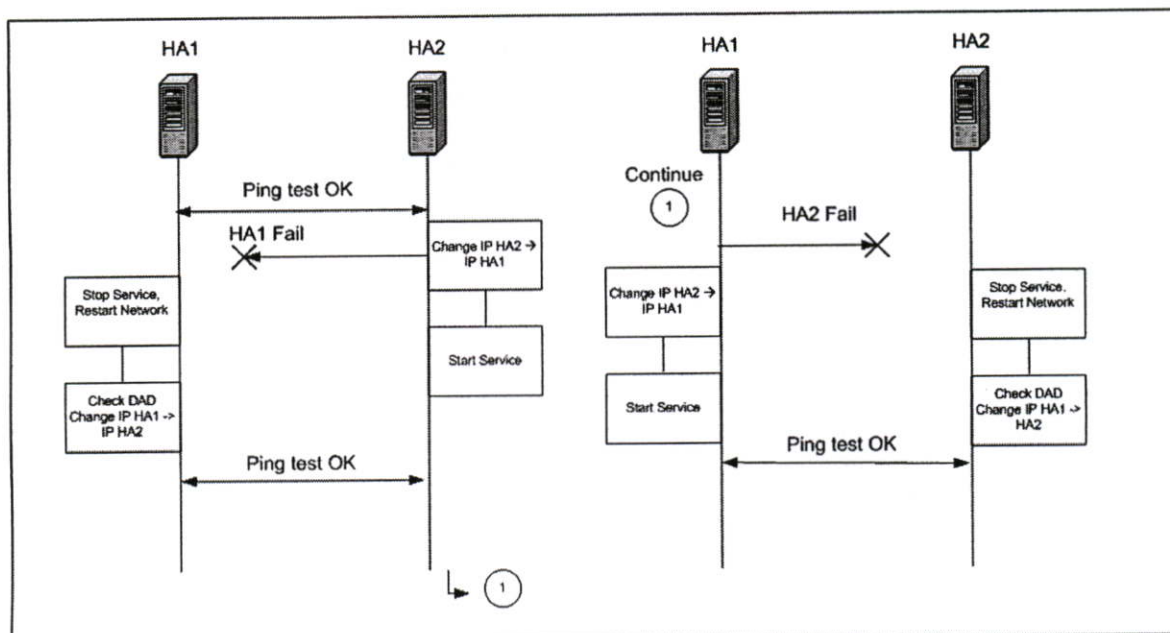 HA1
HA2
Ping test OK
HA1 Fail
Change IP HA2 →
IP HA1
Stop Service,
Restart Network
Start Service
Check DAD
Change IP HA1 ->
IP HA2
Ping test OK
1
HA1
HA2
Continue
1
HA2 Fail
Change IP HA2 →
IP HA1
Stop Service.
Restart Network
Start Service
Check DAD
Change IP HA1 ->
HA2
Ping test OK